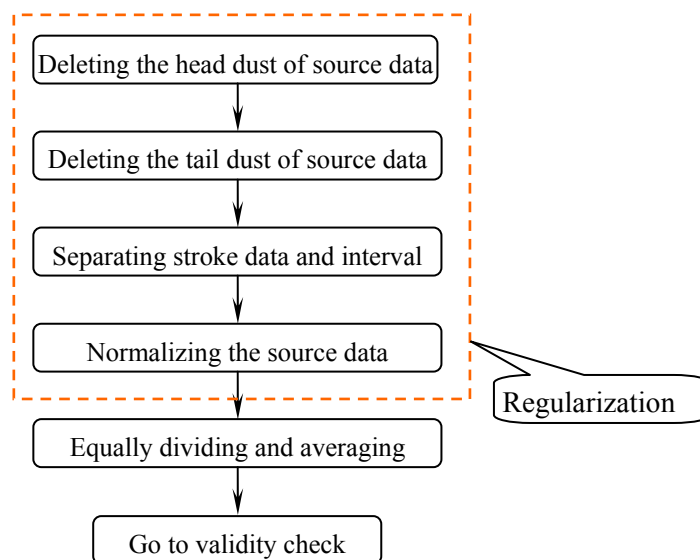 Deleting the head dust of source data
Deleting the tail dust of source data
Separating stroke data and interval
Normalizing the source data
Regularization
Equally dividing and averaging
Go to validity check